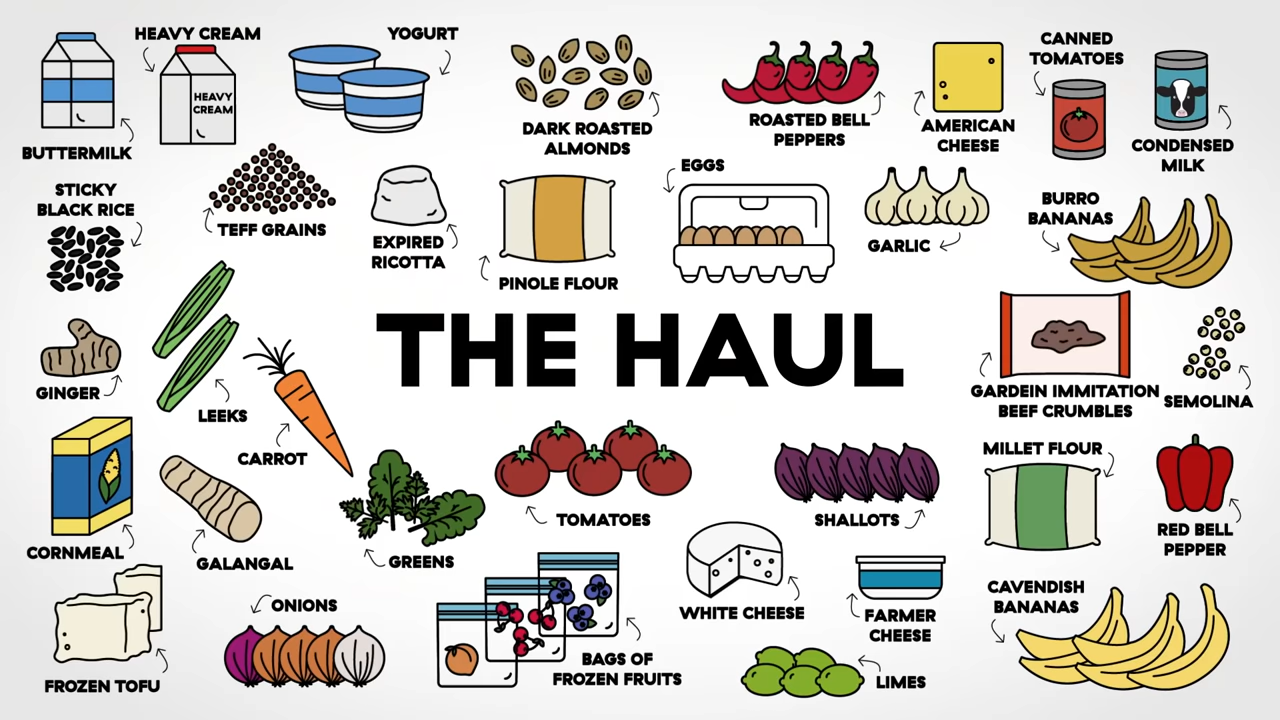 HEAVY CREAM
YOGURT
HEAVY
CREAM
BUTTERMILK
DARK ROASTED
ALMONDS
ROASTED BELL
PEPPERS
AMERICAN
CHEESE
CANNED
TOMATOES
CONDENSED
MILK
STICKY
BLACK RICE
TEFF GRAINS
EXPIRED
RICOTTA
PINOLE FLOUR
EGGS
GARLIC
BURRO
BANANAS
THE HAUL
GINGER
LEEKS
CARROT
GARDEIN IMMITATION
BEEF CRUMBLES
SEMOLINA
CORNMEAL
GALANGAL
GREENS
TOMATOES
SHALLOTS
MILLET FLOUR
RED BELL
PEPPER
FROZEN TOFU
ONIONS
BAGS OF
FROZEN FRUITS
WHITE CHEESE
FARMER
CHEESE
LIMES
CAVENDISH
BANANAS